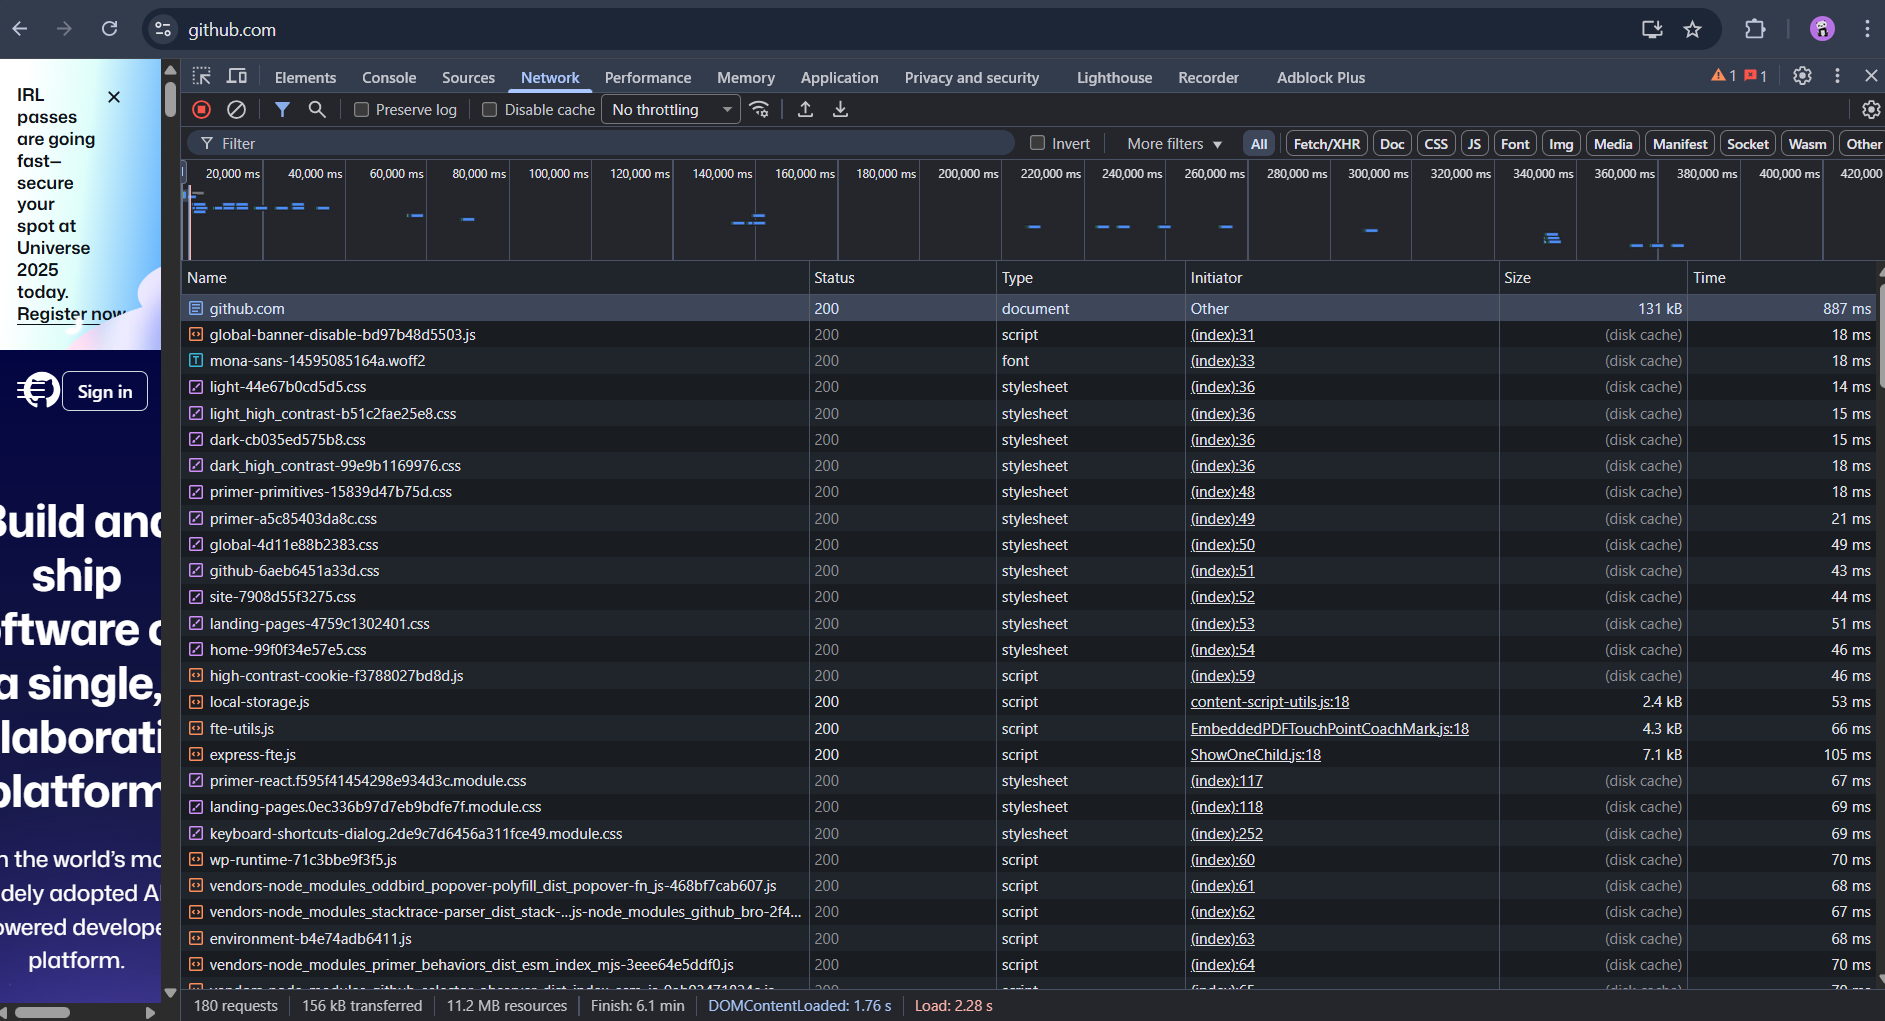 github.com
IRL
passes
are going
fast—
secure
your
spot at
Universe
2025
today.
Register now
Sign in
Build and
ship
software o
a single,
llaborati
platform
n the world's mo
dely adopted AI
owered develope
platform.
Elements Console Sources Network Performance Memory Application Privacy and security Lighthouse Recorder Adblock Plus 1 1
Preserve log Disable cache No throttling
Filter Invert More filters All Fetch/XHR Doc CSS JS Font Img Media Manifest Socket Wasm Other
20,000 ms 40,000 ms 60,000 ms 80,000 ms 100,000 ms 120,000 ms 140,000 ms 160,000 ms 180,000 ms 200,000 ms 220,000 ms 240,000 ms 260,000 ms 280,000 ms 300,000 ms 320,000 ms 340,000 ms 360,000 ms 380,000 ms 400,000 ms 420,000
Name Status Type Initiator Size Time
github.com 200 document Other 131 kB 887 ms
global-banner-disable-bd97b48d5503.js 200 script (index):31 (disk cache) 18 ms
mona-sans-14595085164a.woff2 200 font (index):33 (disk cache) 18 ms
light-44e67b0cd5d5.css 200 stylesheet (index):36 (disk cache) 14 ms
light_high_contrast-b51c2fae25e8.css 200 stylesheet (index):36 (disk cache) 15 ms
dark-cb035ed575b8.css 200 stylesheet (index):36 (disk cache) 15 ms
dark_high_contrast-99e9b1169976.css 200 stylesheet (index):36 (disk cache) 18 ms
primer-primitives-15839d47b75d.css 200 stylesheet (index):48 (disk cache) 18 ms
primer-a5c85403da8c.css 200 stylesheet (index):49 (disk cache) 21 ms
global-4d11e88b2383.css 200 stylesheet (index):50 (disk cache) 49 ms
github-6aeb6451a33d.css 200 stylesheet (index):51 (disk cache) 43 ms
site-7908d55f3275.css 200 stylesheet (index):52 (disk cache) 44 ms
landing-pages-4759c1302401.css 200 stylesheet (index):53 (disk cache) 51 ms
home-99f0f34e57e5.css 200 stylesheet (index):54 (disk cache) 46 ms
high-contrast-cookie-f3788027bd8d.js 200 script (index):59 (disk cache) 46 ms
local-storage.js 200 script content-script-utils.js:18 2.4 kB 53 ms
fte-utils.js 200 script EmbeddedPDFTouchPointCoachMark.js:18 4.3 kB 66 ms
express-fte.js 200 script ShowOneChild.js:18 7.1 kB 105 ms
primer-react.f595f41454298e934d3c.module.css 200 stylesheet (index):117 (disk cache) 67 ms
landing-pages.0ec336b97d7eb9bdfe7f.module.css 200 stylesheet (index):118 (disk cache) 69 ms
keyboard-shortcuts-dialog.2de9c7d6456a311fce49.module.css 200 stylesheet (index):252 (disk cache) 69 ms
wp-runtime-71c3bbe9f3f5.js 200 script (index):60 (disk cache) 70 ms
vendors-node_modules_oddbird_popover-polyfill_dist_popover-fn_js-468bf7cab607.js 200 script (index):61 (disk cache) 68 ms
vendors-node_modules_stacktrace-parser_dist_stack-...js-node_modules_github_bro-2f4... 200 script (index):62 (disk cache) 67 ms
environment-b4e74adb6411.js 200 script (index):63 (disk cache) 68 ms
vendors-node_modules_primer_behaviors_dist_esm_index_mjs-3eee64e5ddf0.js 200 script (index):64 (disk cache) 70 ms
180 requests 156 kB transferred 11.2 MB resources Finish: 6.1 min DOMContentLoaded: 1.76 s Load: 2.28 s